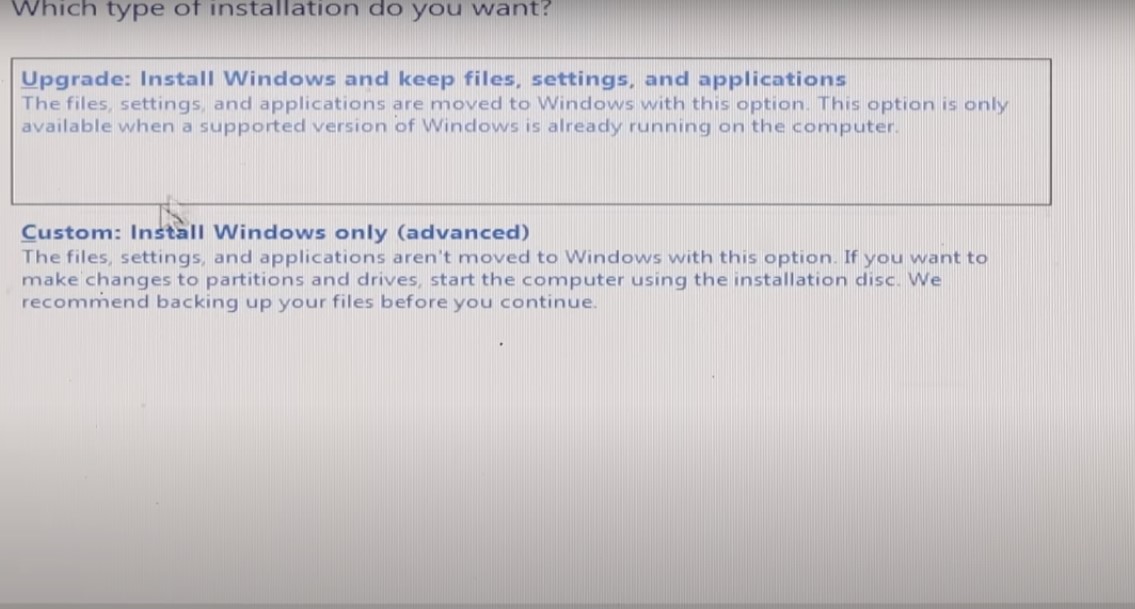 Which type of installation do you want?
Upgrade: Install Windows and keep files, settings, and applications
The files, settings, and applications are moved to Windows with this option. This option is only
available when a supported version of Windows is already running on the computer.
Custom: Install Windows only (advanced)
The files, settings, and applications aren't moved to Windows with this option. If you want to
make changes to partitions and drives, start the computer using the installation disc. We
recommend backing up your files before you continue.